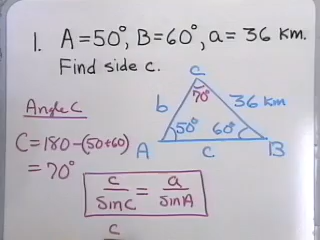 1. A=50°, B=60°, a= 36 km.
Find side c.
Angle C
C=180-(50+60)
= 70°
C
70°
b
36 km
50°
60°
A
c
B
c/sinC = a/sinA
c